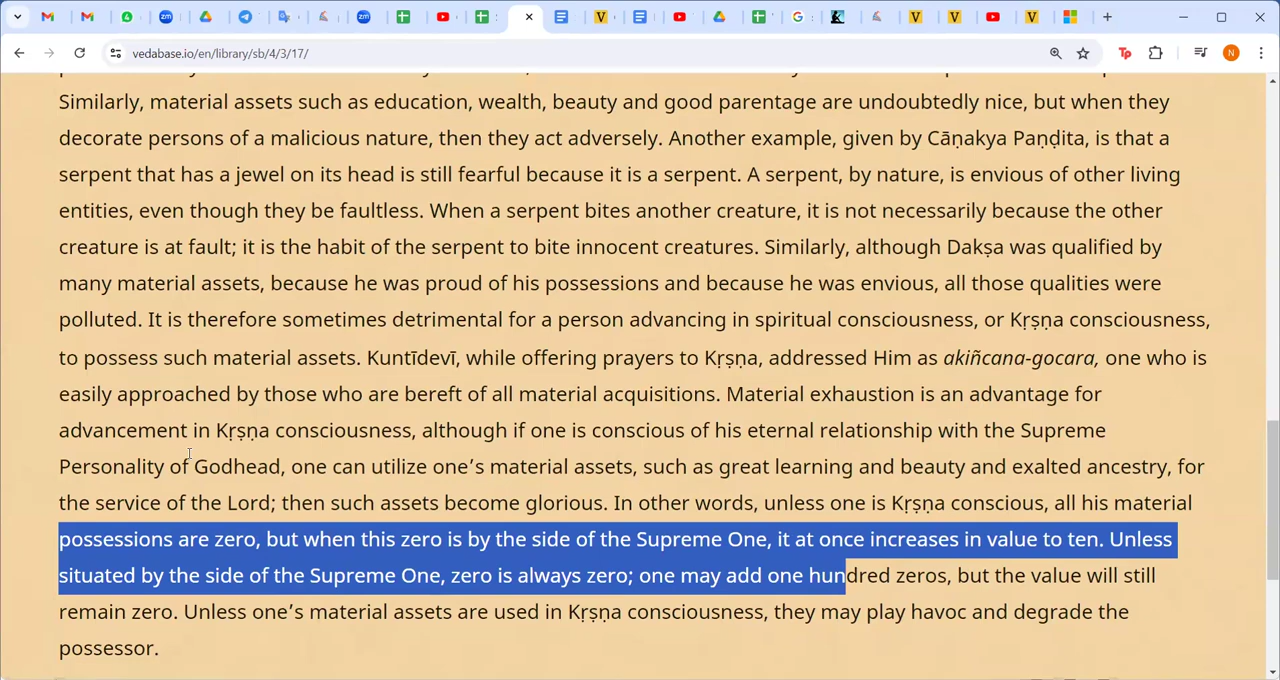 vedabase.io/en/library/sb/4/3/17/
Similarly, material assets such as education, wealth, beauty and good parentage are undoubtedly nice, but when they
decorate persons of a malicious nature, then they act adversely. Another example, given by Cāṇakya Paṇḍita, is that a
serpent that has a jewel on its head is still fearful because it is a serpent. A serpent, by nature, is envious of other living
entities, even though they be faultless. When a serpent bites another creature, it is not necessarily because the other
creature is at fault; it is the habit of the serpent to bite innocent creatures. Similarly, although Dakṣa was qualified by
many material assets, because he was proud of his possessions and because he was envious, all those qualities were
polluted. It is therefore sometimes detrimental for a person advancing in spiritual consciousness, or Kṛṣṇa consciousness,
to possess such material assets. Kuntīdevī, while offering prayers to Kṛṣṇa, addressed Him as akiñcana-gocara, one who is
easily approached by those who are bereft of all material acquisitions. Material exhaustion is an advantage for
advancement in Kṛṣṇa consciousness, although if one is conscious of his eternal relationship with the Supreme
Personality of Godhead, one can utilize one’s material assets, such as great learning and beauty and exalted ancestry, for
the service of the Lord; then such assets become glorious. In other words, unless one is Kṛṣṇa conscious, all his material
possessions are zero, but when this zero is by the side of the Supreme One, it at once increases in value to ten. Unless
situated by the side of the Supreme One, zero is always zero; one may add one hundred zeros, but the value will still
remain zero. Unless one’s material assets are used in Kṛṣṇa consciousness, they may play havoc and degrade the
possessor.